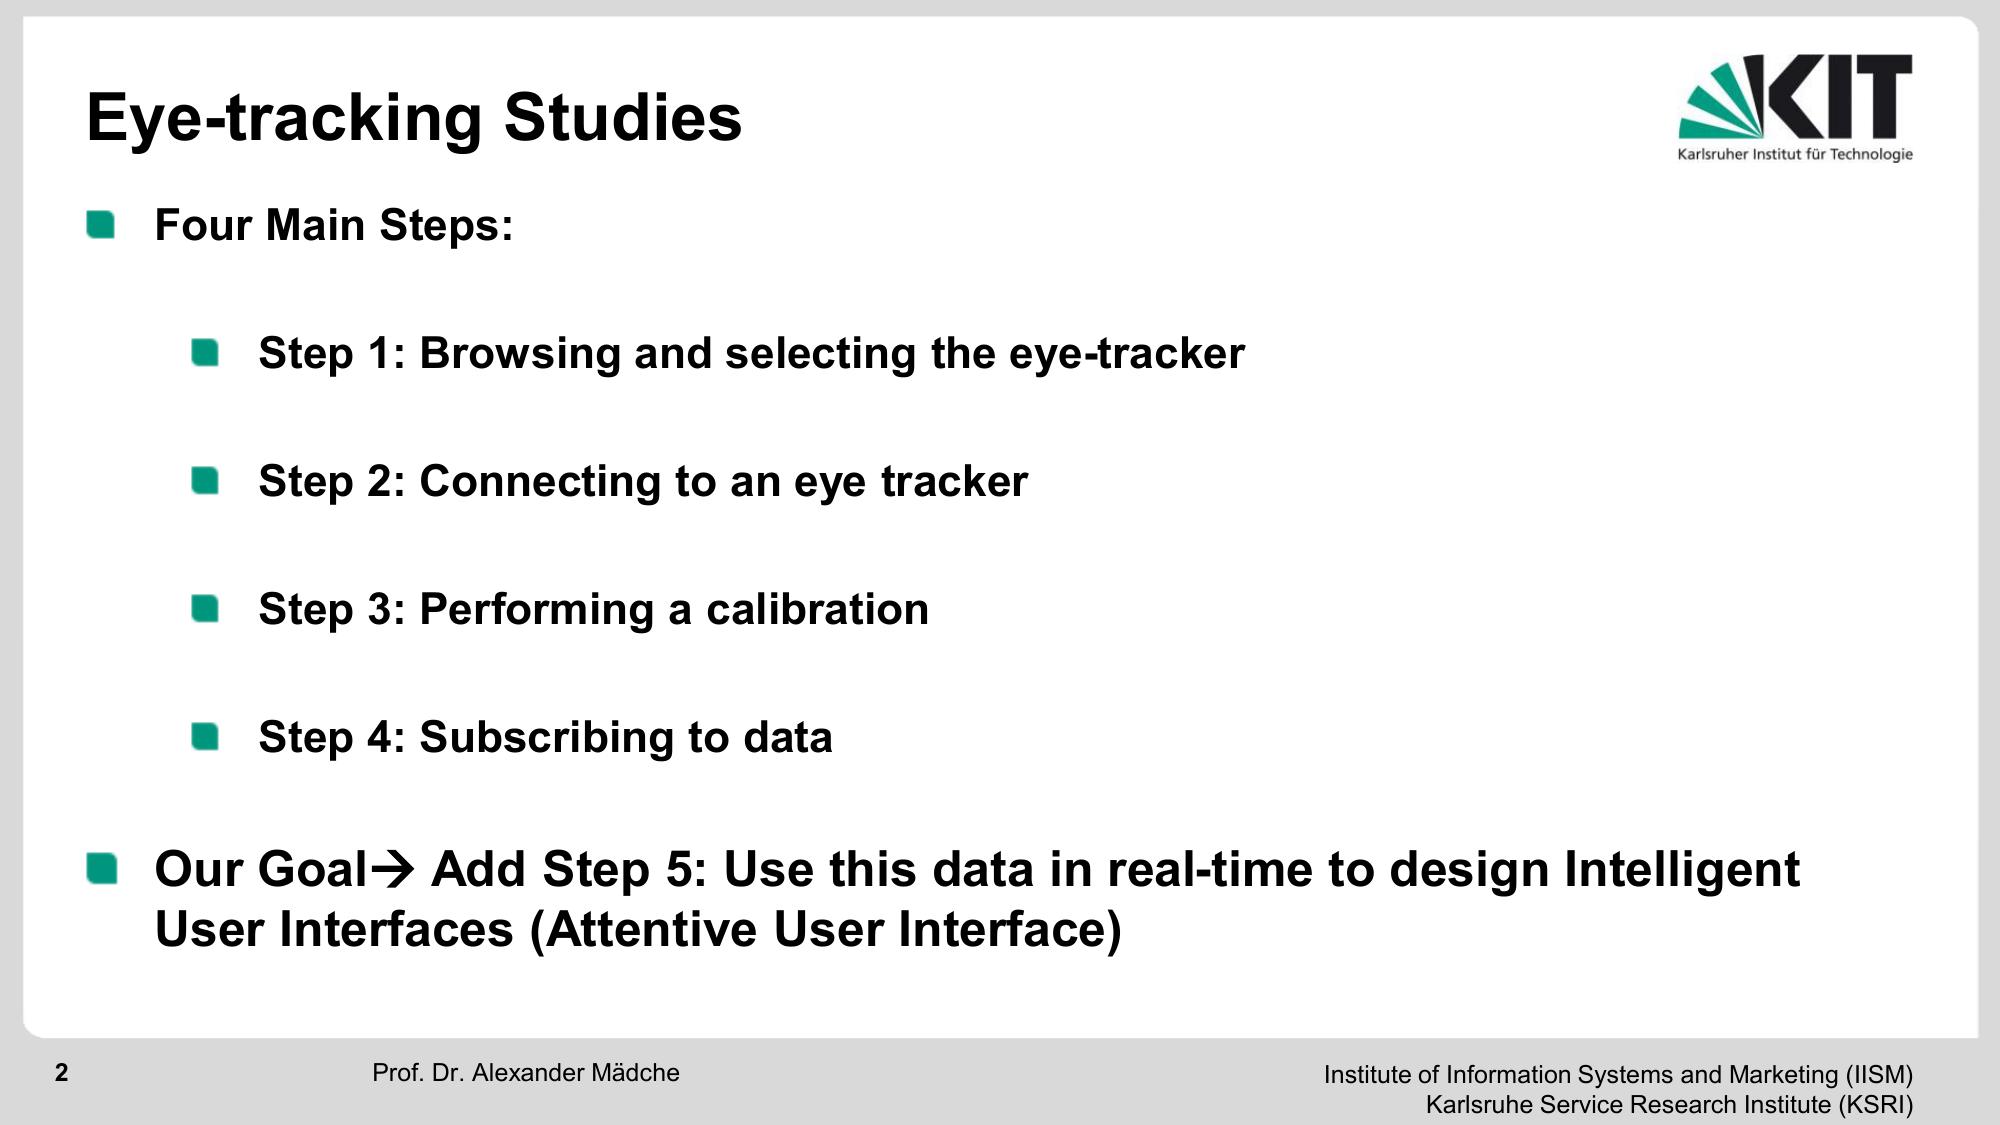 Eye-tracking Studies
KIT
Karlsruher Institut für Technologie
Four Main Steps:
Step 1: Browsing and selecting the eye-tracker
Step 2: Connecting to an eye tracker
Step 3: Performing a calibration
Step 4: Subscribing to data
Our Goal→ Add Step 5: Use this data in real-time to design Intelligent
User Interfaces (Attentive User Interface)
2
Prof. Dr. Alexander Mädche
Institute of Information Systems and Marketing (IISM)
Karlsruhe Service Research Institute (KSRI)